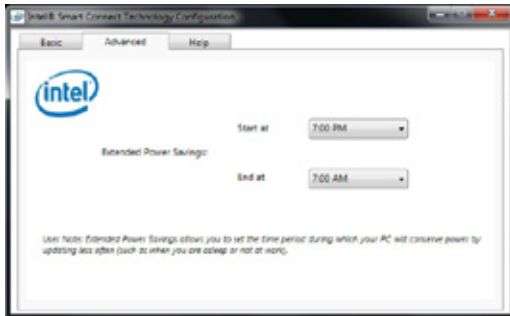 Intel® Smart Connect Technology Configuration
Basic Advanced Help
intel
Start at 7:00 PM
Extended Power Savings:
End at 7:00 AM
User Note: Extended Power Savings allows you to set the time period during which your PC will conserve power by
updating less often (such as when you are asleep or not at work).